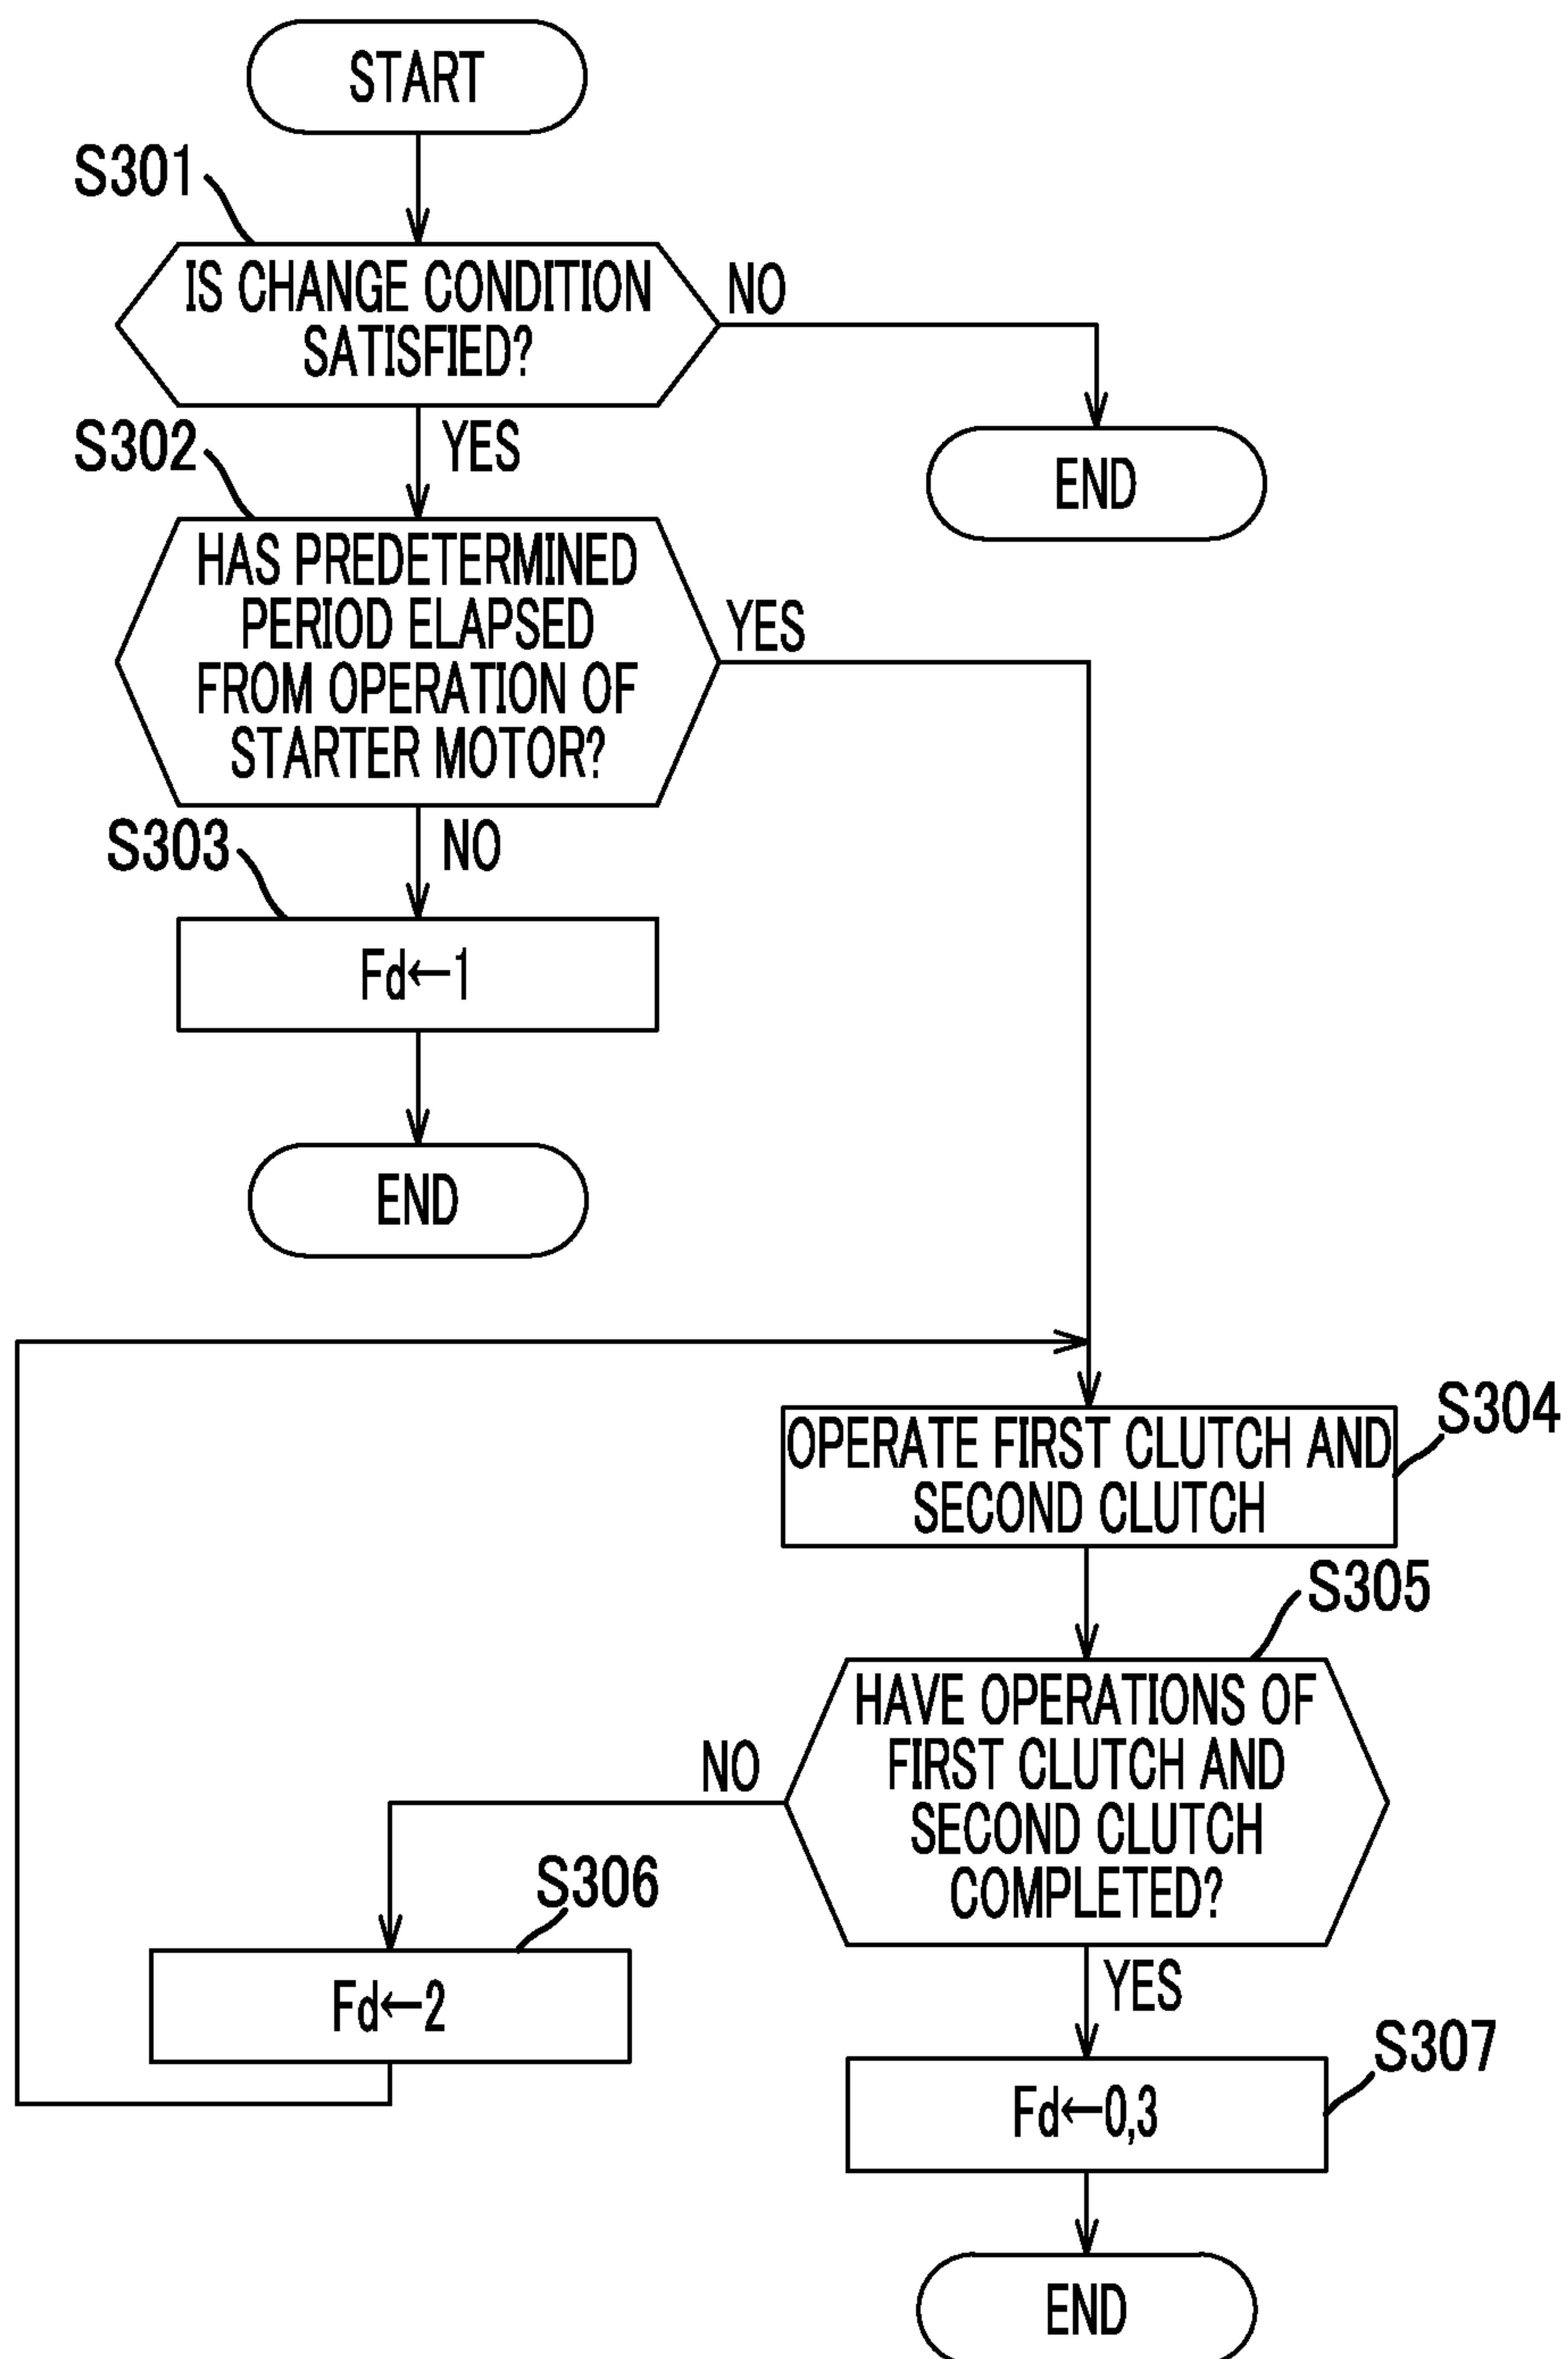 START
S301
IS CHANGE CONDITION
SATISFIED?
NO
END
S302
YES
HAS PREDETERMINED
PERIOD ELAPSED
FROM OPERATION OF
STARTER MOTOR?
YES
S303
NO
Fd←1
END
OPERATE FIRST CLUTCH AND
SECOND CLUTCH
S304
S305
HAVE OPERATIONS OF
FIRST CLUTCH AND
SECOND CLUTCH
COMPLETED?
NO
S306
Fd←2
YES
S307
Fd←0,3
END